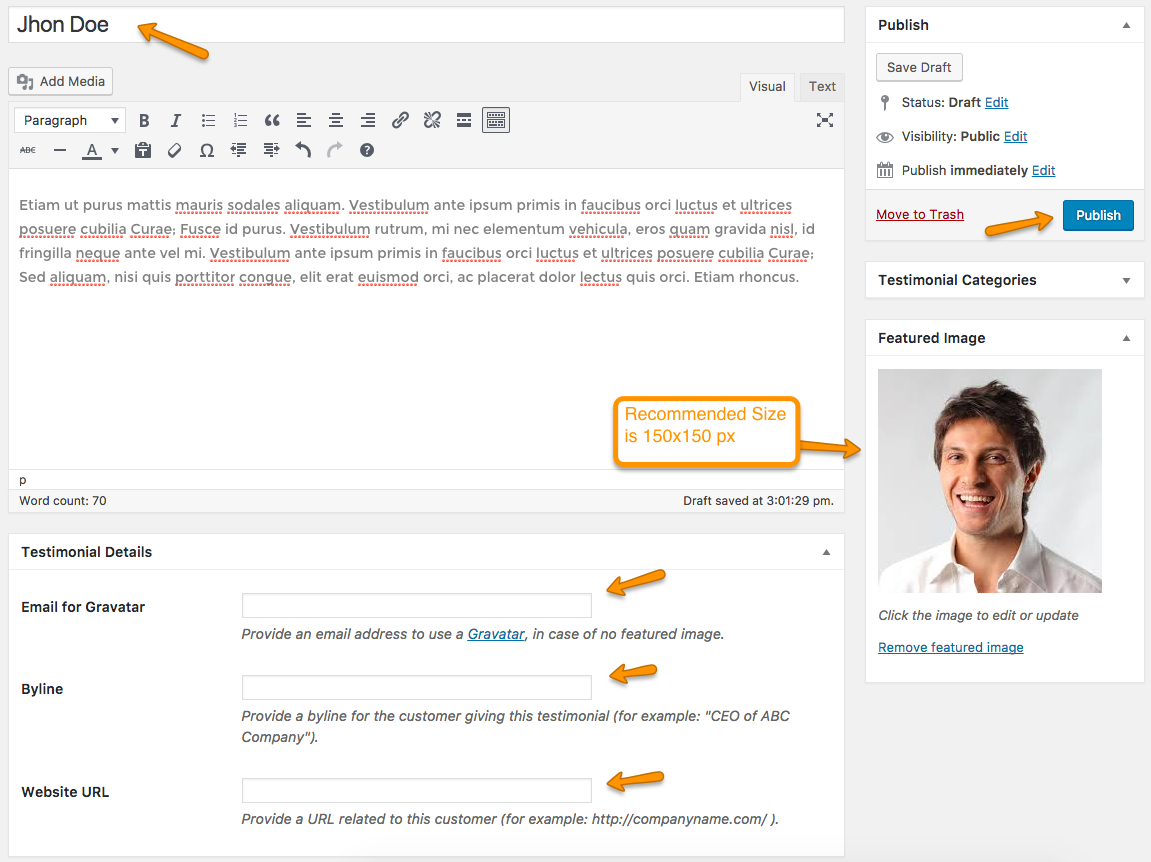 Jhon Doe
Add Media
Visual
Text
Paragraph
B
I
ABC
A
Etiam ut purus mattis mauris sodales aliquam. Vestibulum ante ipsum primis in faucibus orci luctus et ultrices
posuere cubilia Curae; Fusce id purus. Vestibulum rutrum, mi nec elementum vehicula, eros quam gravida nisl, id
fringilla neque ante vel mi. Vestibulum ante ipsum primis in faucibus orci luctus et ultrices posuere cubilia Curae;
Sed aliquam, nisi quis porttitor congue, elit erat euismod orci, ac placerat dolor lectus quis orci. Etiam rhoncus.
Recommended Size
is 150x150 px
p
Word count: 70
Draft saved at 3:01:29 pm.
Testimonial Details
Email for Gravatar
Provide an email address to use a Gravatar, in case of no featured image.
Byline
Provide a byline for the customer giving this testimonial (for example: "CEO of ABC
Company").
Website URL
Provide a URL related to this customer (for example: http://companyname.com/ ).
Publish
Save Draft
Status: Draft Edit
Visibility: Public Edit
Publish immediately Edit
Move to Trash
Publish
Testimonial Categories
Featured Image
Click the image to edit or update
Remove featured image